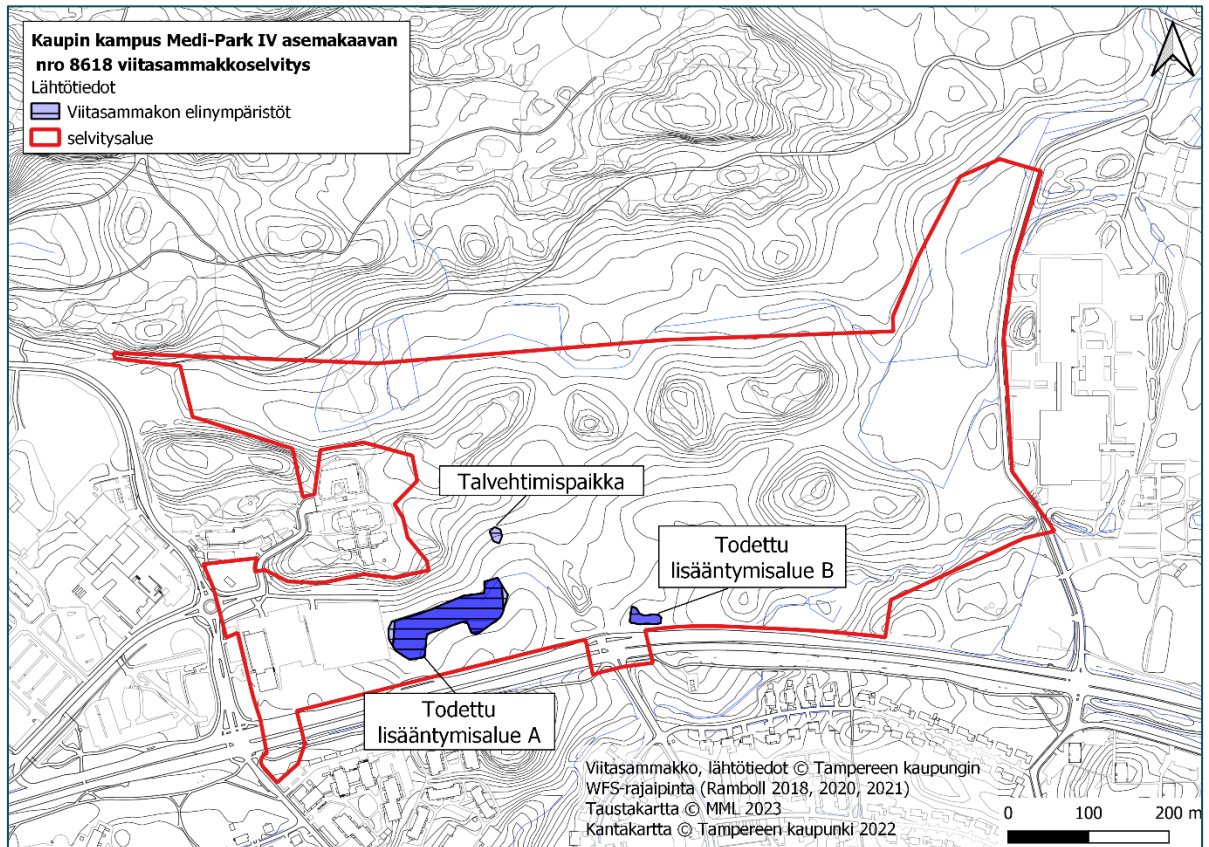 Kaupin kampus Medi-Park IV asemakaavan
nro 8618 viitasammakkoselvitys
Lähtötiedot
Viitasammakon elinympäristöt
selvitysalue
Talvehtimispaikka
Todettu
lisääntymisalue B
Todettu
lisääntymisalue A
Viitasammakko, lähtötiedot © Tampereen kaupungin
WFS-rajaipinta (Ramboll 2018, 2020, 2021)
Taustakartta © MML 2023
Kantakartta © Tampereen kaupunki 2022
0 100 200 m